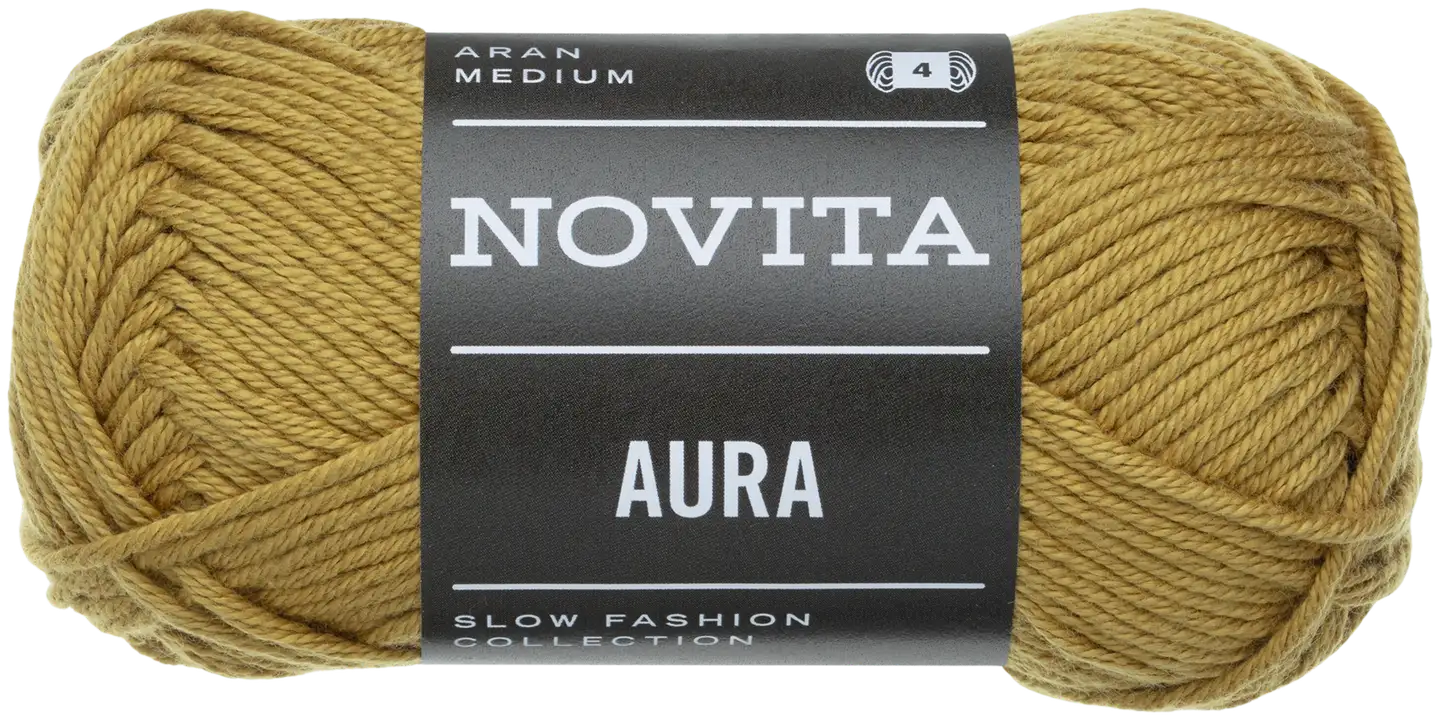 ARAN
MEDIUM
4
NOVITA
AURA
SLOW FASHION
COLLECTION